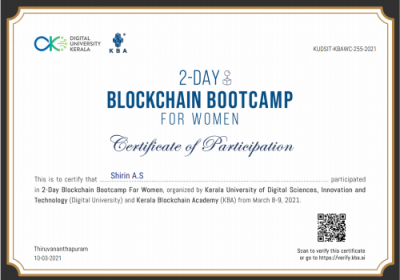 DIGITAL
UNIVERSITY
KERALA
KBA
KUDSIT-KBAWC-255-2021
2-DAY
BLOCKCHAIN BOOTCAMP
FOR WOMEN
Certificate of Participation
This is to certify that Shirin A.S participated
in 2-Day Blockchain Bootcamp For Women, organized by Kerala University of Digital Sciences, Innovation and
Technology (Digital University) and Kerala Blockchain Academy (KBA) from March 8-9, 2021.
Thiruvananthapuram
10-03-2021
Scan to verify this certificate
or go to https://verify.kba.ai